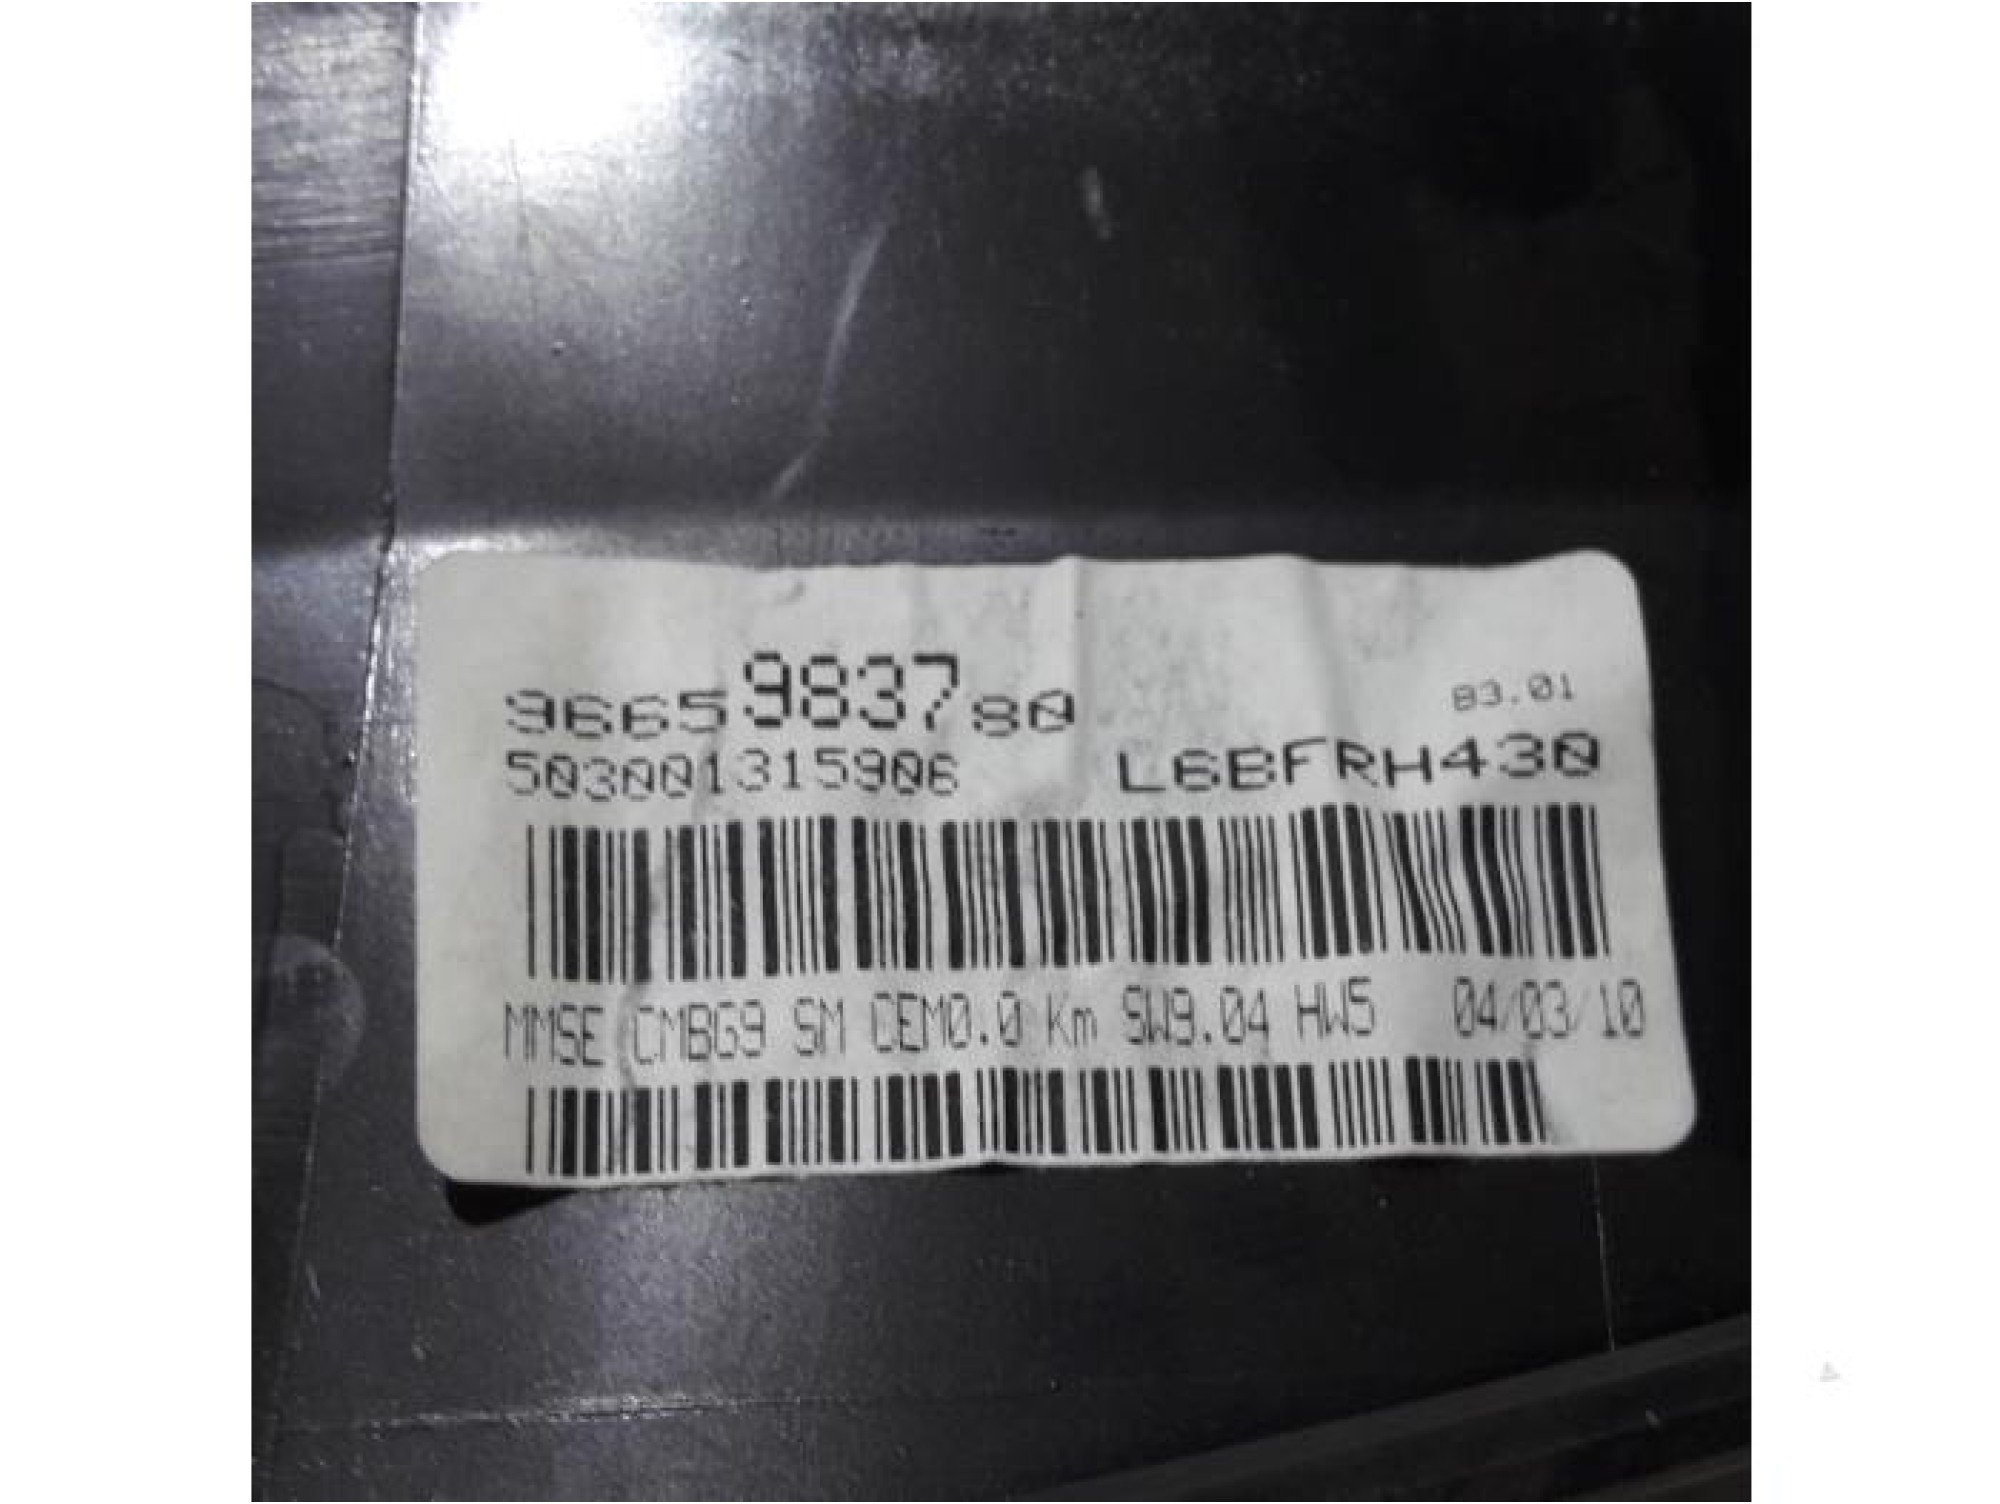 9665983780 B3.01
503001315906 L6BFRH430
MMSE CMBG9 SM CEM0.0 Km SW9.04 HW5 04/03/10